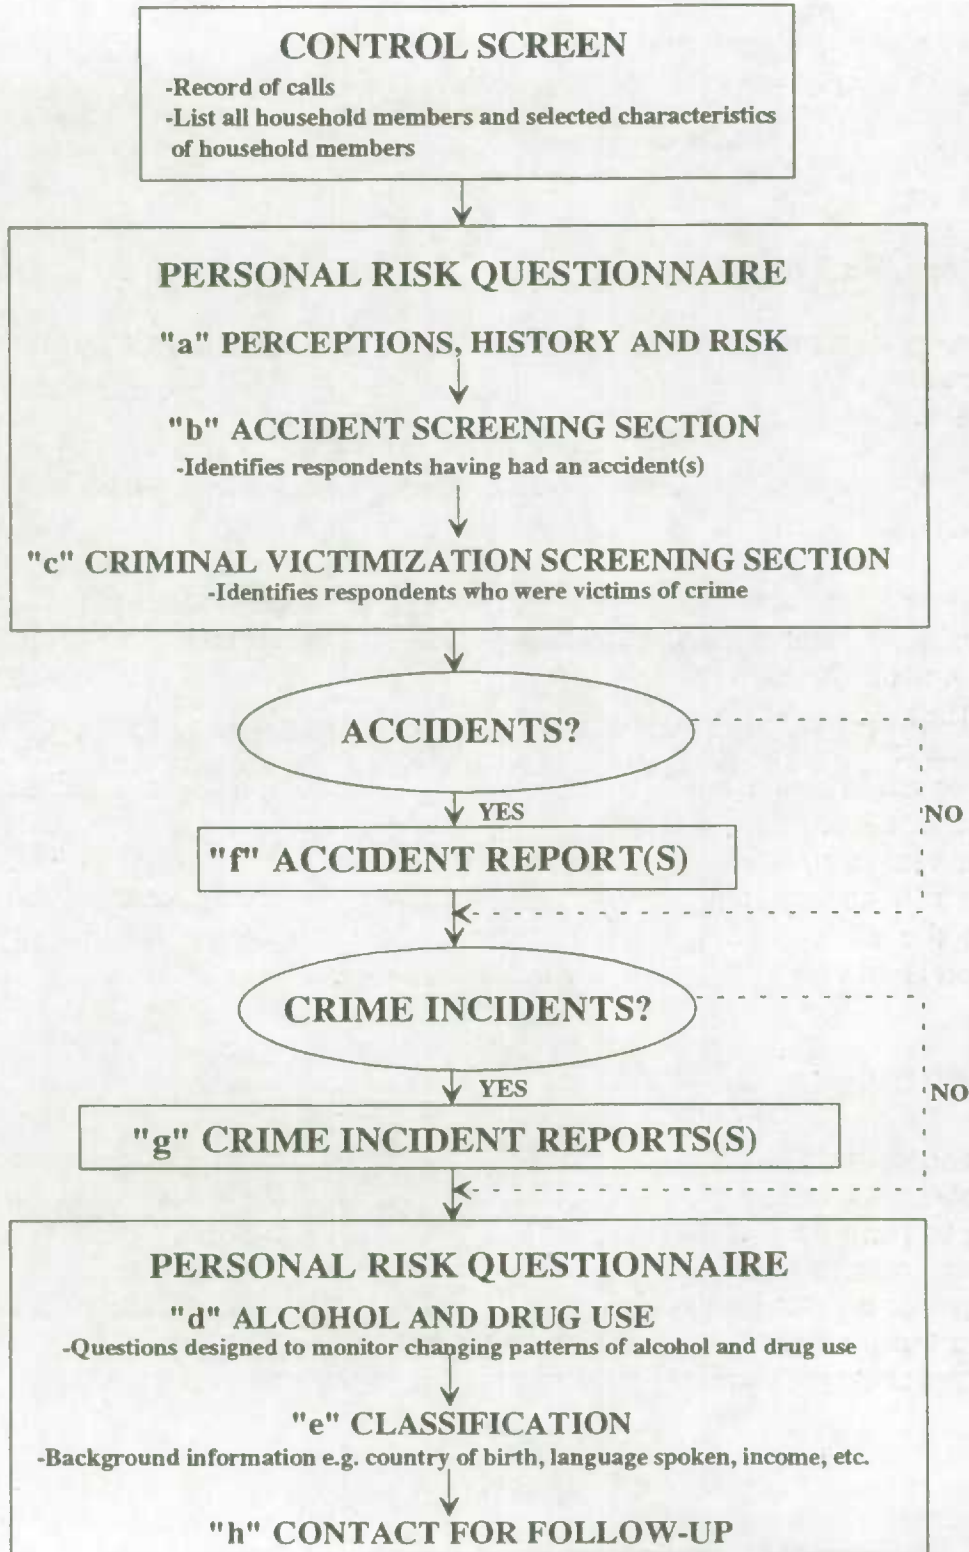 CONTROL SCREEN
-Record of calls
-List all household members and selected characteristics
of household members
PERSONAL RISK QUESTIONNAIRE
"a" PERCEPTIONS, HISTORY AND RISK
"b" ACCIDENT SCREENING SECTION
-Identifies respondents having had an accident(s)
"c" CRIMINAL VICTIMIZATION SCREENING SECTION
-Identifies respondents who were victims of crime
ACCIDENTS?
YES
NO
"f" ACCIDENT REPORT(S)
CRIME INCIDENTS?
YES
NO
"g" CRIME INCIDENT REPORTS(S)
PERSONAL RISK QUESTIONNAIRE
"d" ALCOHOL AND DRUG USE
-Questions designed to monitor changing patterns of alcohol and drug use
"e" CLASSIFICATION
-Background information e.g. country of birth, language spoken, income, etc.
"h" CONTACT FOR FOLLOW-UP